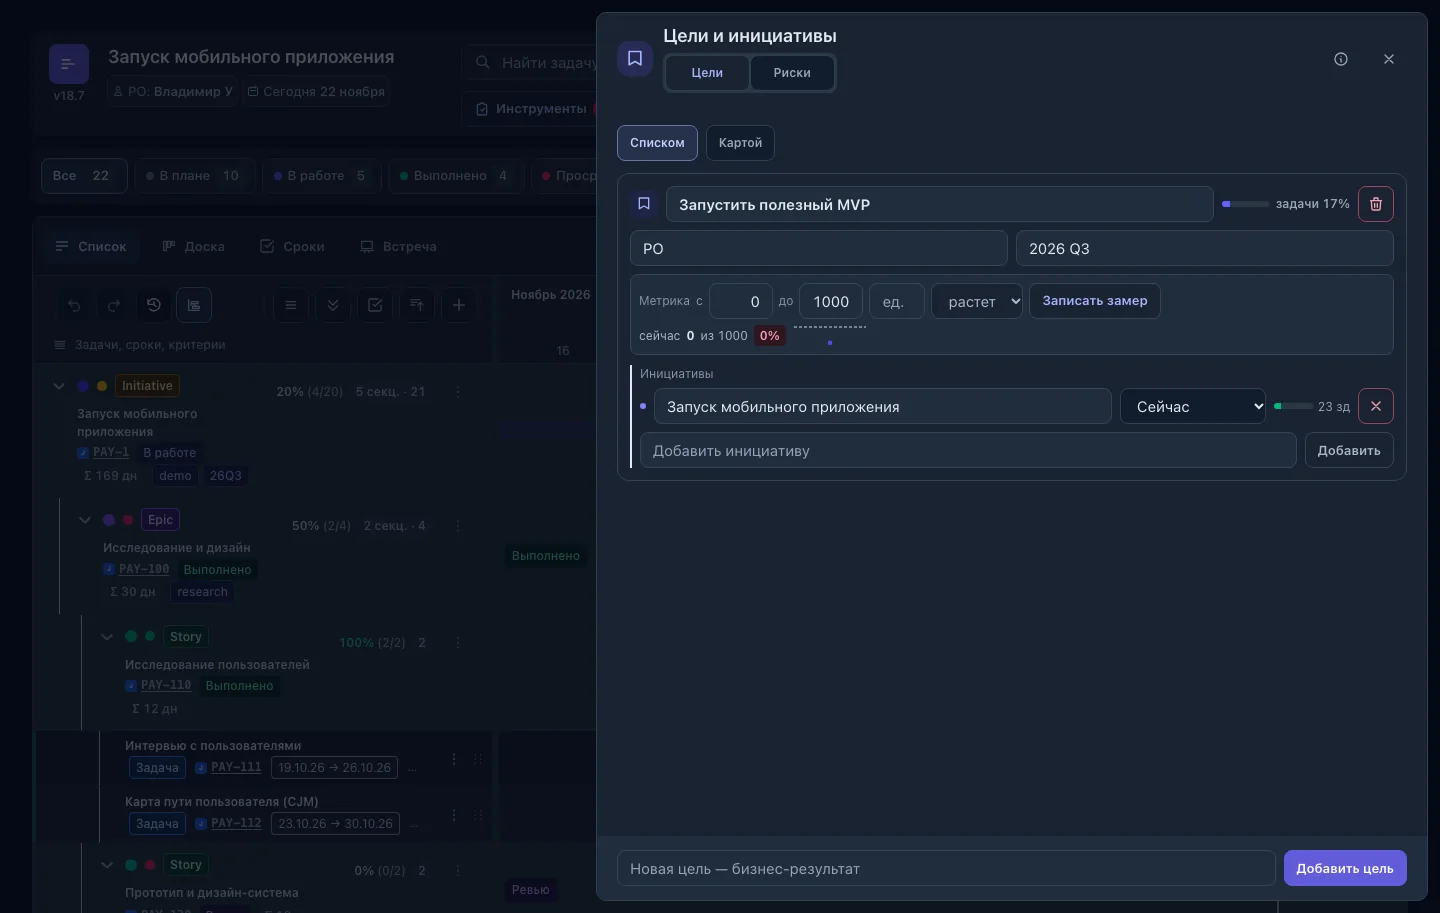 Запуск мобильного приложения
v18.7
PO: Владимир У
Сегодня 22 ноября
Найти задачу
Инструменты
Все 22
В плане 10
В работе 5
Выполнено 4
Проср
Список
Доска
Сроки
Встреча
Ноябрь 2026
Задачи, сроки, критерии
16
Initiative
20% (4/20) 5 секц. · 21
Запуск мобильного
приложения
PAY-1 В работе
Σ 169 дн demo 26Q3
Epic
50% (2/4) 2 секц. · 4
Исследование и дизайн
PAY-100 Выполнено
Σ 30 дн research
Выполнено
Story
100% (2/2) 2
Исследование пользователей
PAY-110 Выполнено
Σ 12 дн
Интервью с пользователями
Задача PAY-111 19.10.26 → 26.10.26 ...
Карта пути пользователя (CJM)
Задача PAY-112 23.10.26 → 30.10.26 ...
Story
0% (0/2) 2
Прототип и дизайн-система
Ревью
Цели и инициативы
Цели
Риски
Списком
Картой
Запустить полезный MVP
задачи 17%
PO
2026 Q3
Метрика с 0 до 1000 ед. растет Записать замер
сейчас 0 из 1000 0%
Инициативы
Запуск мобильного приложения
Сейчас
23 зд
Добавить инициативу
Добавить
Новая цель — бизнес-результат
Добавить цель